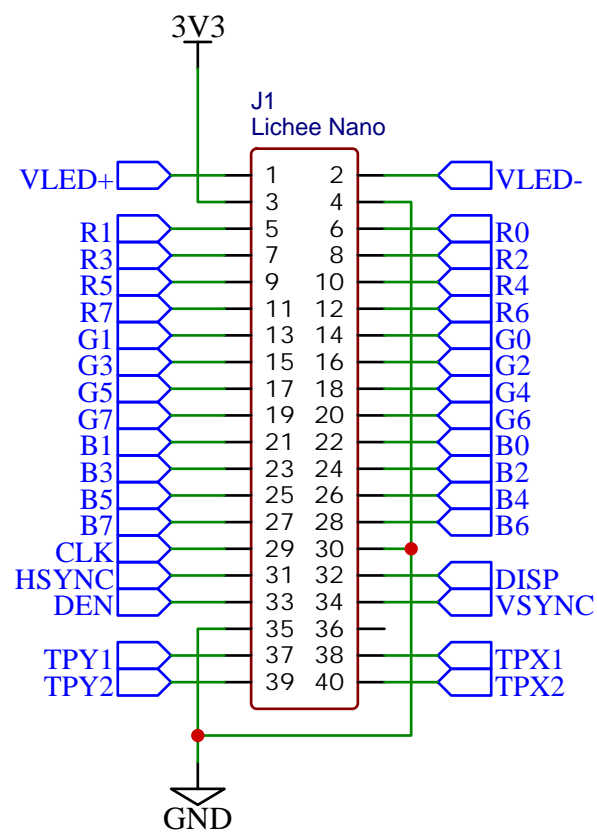 3V3
J1
Lichee Nano
VLED+ 1 2 VLED-
3 4
R1 5 6 R0
R3 7 8 R2
R5 9 10 R4
R7 11 12 R6
G1 13 14 G0
G3 15 16 G2
G5 17 18 G4
G7 19 20 G6
B1 21 22 B0
B3 23 24 B2
B5 25 26 B4
B7 27 28 B6
CLK 29 30
HSYNC 31 32 DISP
DEN 33 34 VSYNC
35 36
TPY1 37 38 TPX1
TPY2 39 40 TPX2
GND